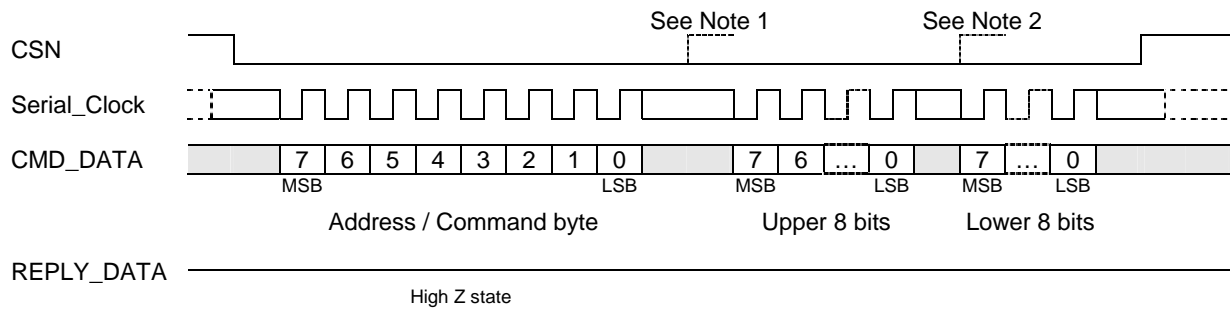 See Note 1 See Note 2
CSN
Serial_Clock
CMD_DATA 7 6 5 4 3 2 1 0 7 6 ... 0 7 ... 0
MSB LSB MSB LSB MSB LSB
Address / Command byte Upper 8 bits Lower 8 bits
REPLY_DATA
High Z state